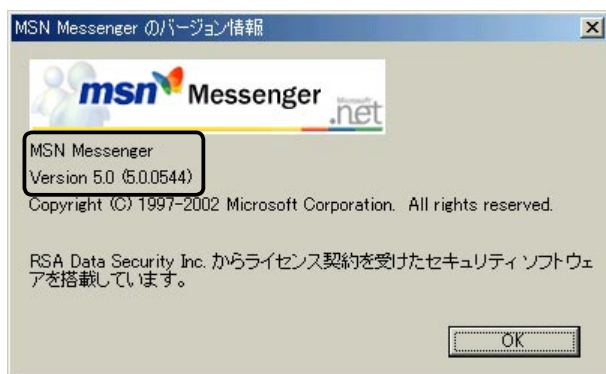 MSN Messenger のバージョン情報
msn Messenger
Microsoft
.net
MSN Messenger
Version 5.0 (5.0.0544)
Copyright (C) 1997-2002 Microsoft Corporation. All rights reserved.
RSA Data Security Inc. からライセンス契約を受けたセキュリティ ソフトウェ
アを搭載しています。
OK